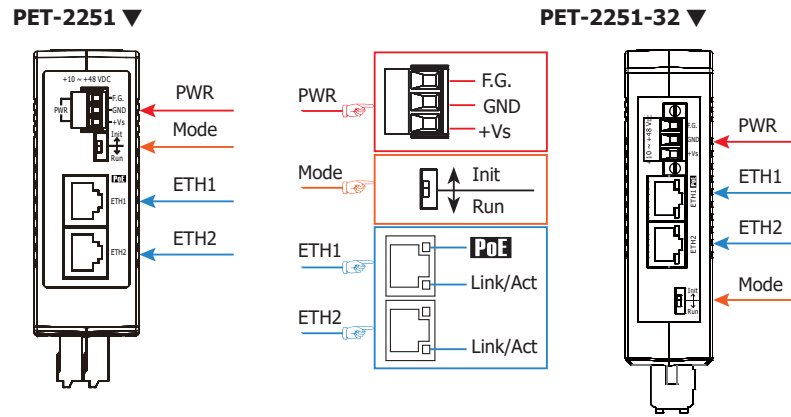 PET-2251 ▼
PET-2251-32 ▼
+10 ~ +48 VDC
PWR
F.G.
GND
+Vs
Init
Run
PoE
ETH1
ETH2
PWR
Mode
ETH1
ETH2
PWR
F.G.
GND
+Vs
Mode
Init
Run
ETH1
PoE
Link/Act
ETH2
Link/Act
+10 ~ +48 VDC
F.G.
GND
+Vs
ETH1 PoE
ETH2
Init
Run
PWR
ETH1
ETH2
Mode